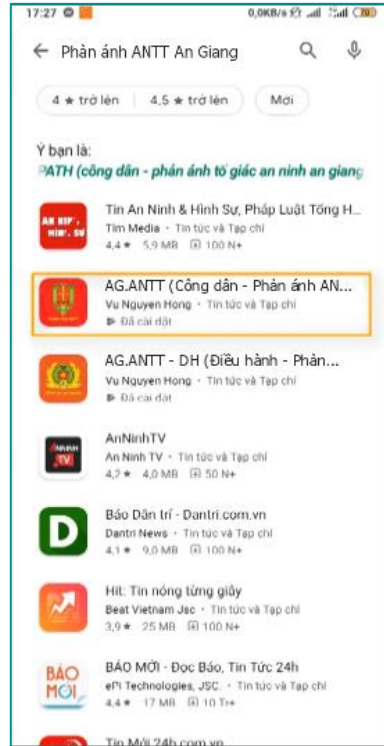 17:27
0,0KB/s
Phản ánh ANTT An Giang
4 ★ trở lên
4,5 ★ trở lên
Mới
Ý bạn là:
PATH (công dân - phản ánh tố giác an ninh an giang
AN NINH, HÌNH SỰ
Tin An Ninh & Hình Sự, Pháp Luật Tổng H...
Tim Media • Tin tức và Tạp chí
4,4 ★ 5,9 MB 100 N+
AG.ANTT (Công dân - Phản ánh AN...
Vu Nguyen Hong • Tin tức và Tạp chí
Đã cài đặt
AG.ANTT - DH (Điều hành - Phản...
Vu Nguyen Hong • Tin tức và Tạp chí
Đã cài đặt
ANNINH TV
AnNinhTV
An Ninh TV • Tin tức và Tạp chí
4,2 ★ 4,0 MB 50 N+
D
Báo Dân trí - Dantri.com.vn
Dantri News • Tin tức và Tạp chí
4,1 ★ 9,0 MB 100 N+
Hit: Tin nóng từng giây
Beat Vietnam Jsc • Tin tức và Tạp chí
3,9 ★ 25 MB 100 N+
BÁO MỚI
BÁO MỚI - Đọc Báo, Tin Tức 24h
ePi Technologies, JSC. • Tin tức và Tạp chí
4,4 ★ 17 MB 10 Tr+
Tin Mới 24h.com.vn